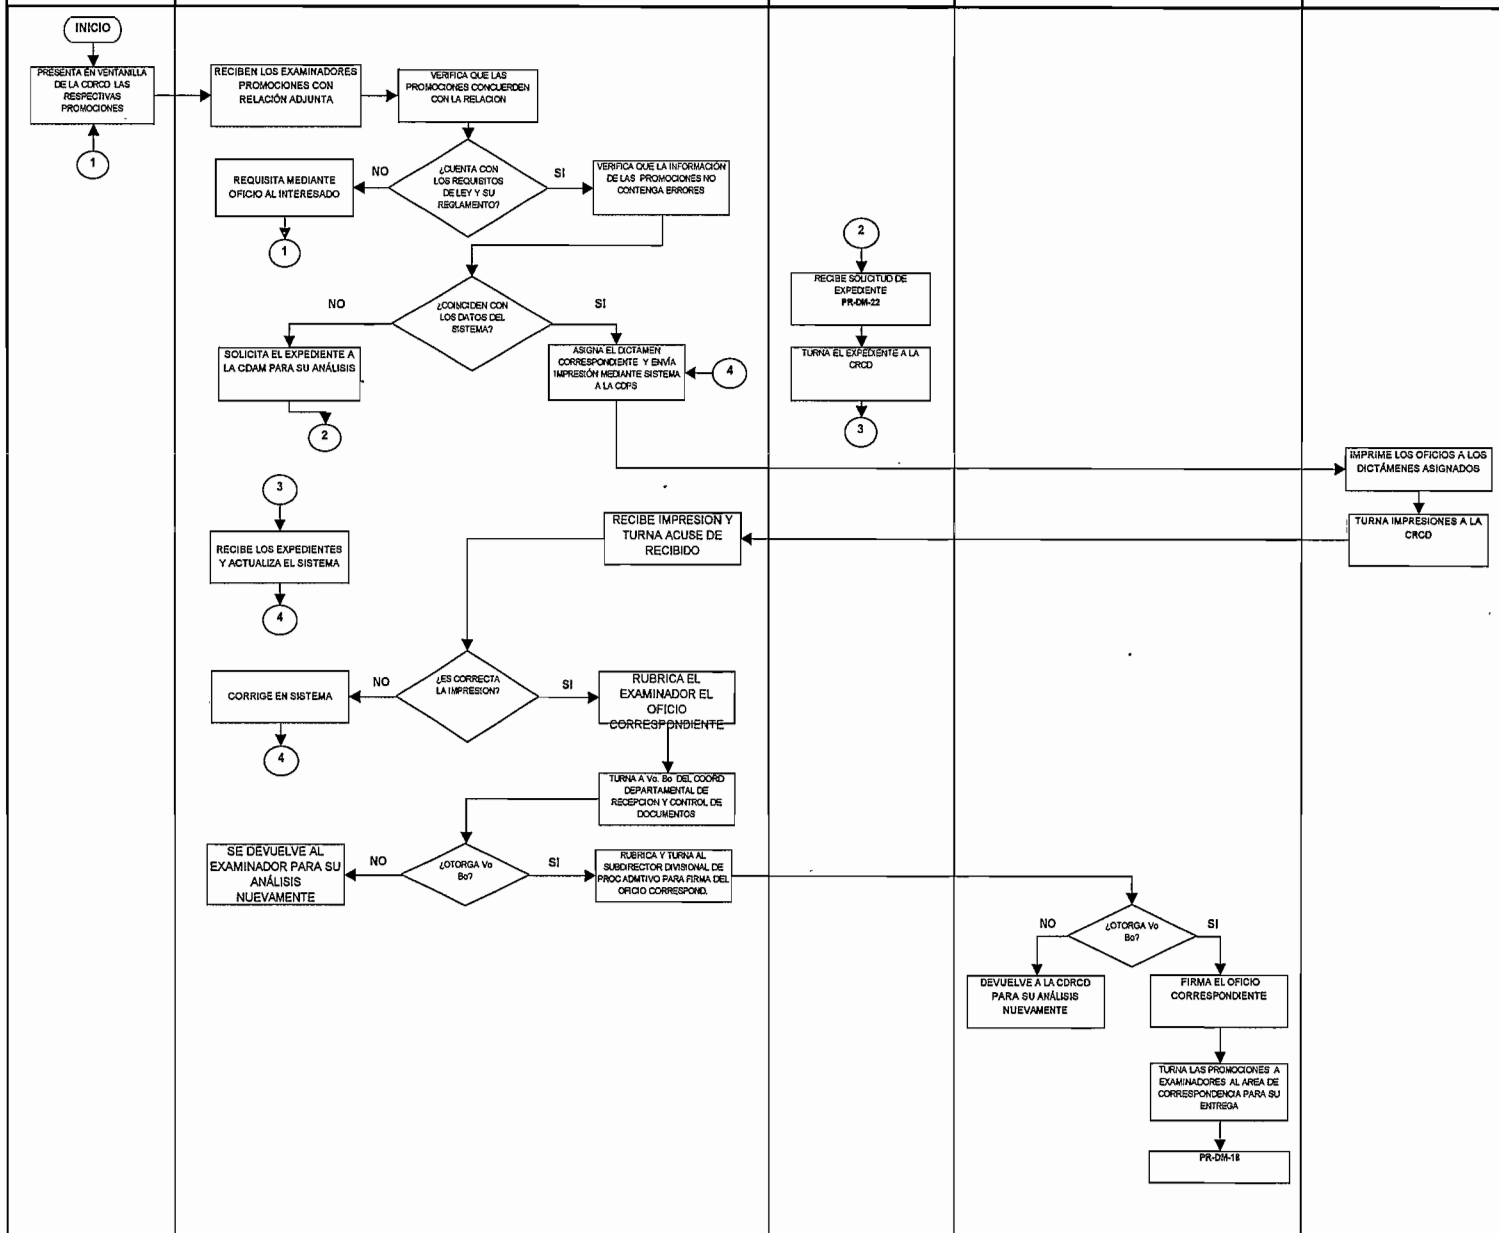 INICIO
PRESENTA EN VENTANILLA
DE LA CDRCD LAS
RESPECTIVAS
PROMOCIONES
1
RECIBEN LOS EXAMINADORES
PROMOCIONES CON
RELACIÓN ADJUNTA
VERIFICA QUE LAS
PROMOCIONES CONCUERDEN
CON LA RELACION
¿CUENTA CON
LOS REQUISITOS
DE LEY Y SU
REGLAMENTO?
NO
SI
REQUISITA MEDIANTE
OFICIO AL INTERESADO
1
VERIFICA QUE LA INFORMACIÓN
DE LAS PROMOCIONES NO
CONTENGA ERRORES
¿COINCIDEN CON
LOS DATOS DEL
SISTEMA?
NO
SI
SOLICITA EL EXPEDIENTE A
LA CDAM PARA SU ANÁLISIS
2
ASIGNA EL DICTAMEN
CORRESPONDIENTE Y ENVÍA
IMPRESIÓN MEDIANTE SISTEMA
A LA CDPS
4
2
RECIBE SOLICITUD DE
EXPEDIENTE
PR-DM-22
TURNA EL EXPEDIENTE A LA
CRCD
3
IMPRIME LOS OFICIOS A LOS
DICTÁMENES ASIGNADOS
TURNA IMPRESIONES A LA
CRCD
3
RECIBE LOS EXPEDIENTES
Y ACTUALIZA EL SISTEMA
4
RECIBE IMPRESION Y
TURNA ACUSE DE
RECIBIDO
¿ES CORRECTA
LA IMPRESION?
NO
SI
CORRIGE EN SISTEMA
4
RUBRICA EL
EXAMINADOR EL
OFICIO
CORRESPONDIENTE
TURNA A Vo. Bo DEL COORD
DEPARTAMENTAL DE
RECEPCION Y CONTROL DE
DOCUMENTOS
¿OTORGA Vo
Bo?
NO
SI
SE DEVUELVE AL
EXAMINADOR PARA SU
ANÁLISIS
NUEVAMENTE
RUBRICA Y TURNA AL
SUBDIRECTOR DIVISIONAL DE
PROC ADMTIVO PARA FIRMA DEL
OFICIO CORRESPOND.
¿OTORGA Vo
Bo?
NO
SI
DEVUELVE A LA CDRCD
PARA SU ANÁLISIS
NUEVAMENTE
FIRMA EL OFICIO
CORRESPONDIENTE
TURNA LAS PROMOCIONES A
EXAMINADORES AL AREA DE
CORRESPONDENCIA PARA SU
ENTREGA
PR-DM-18